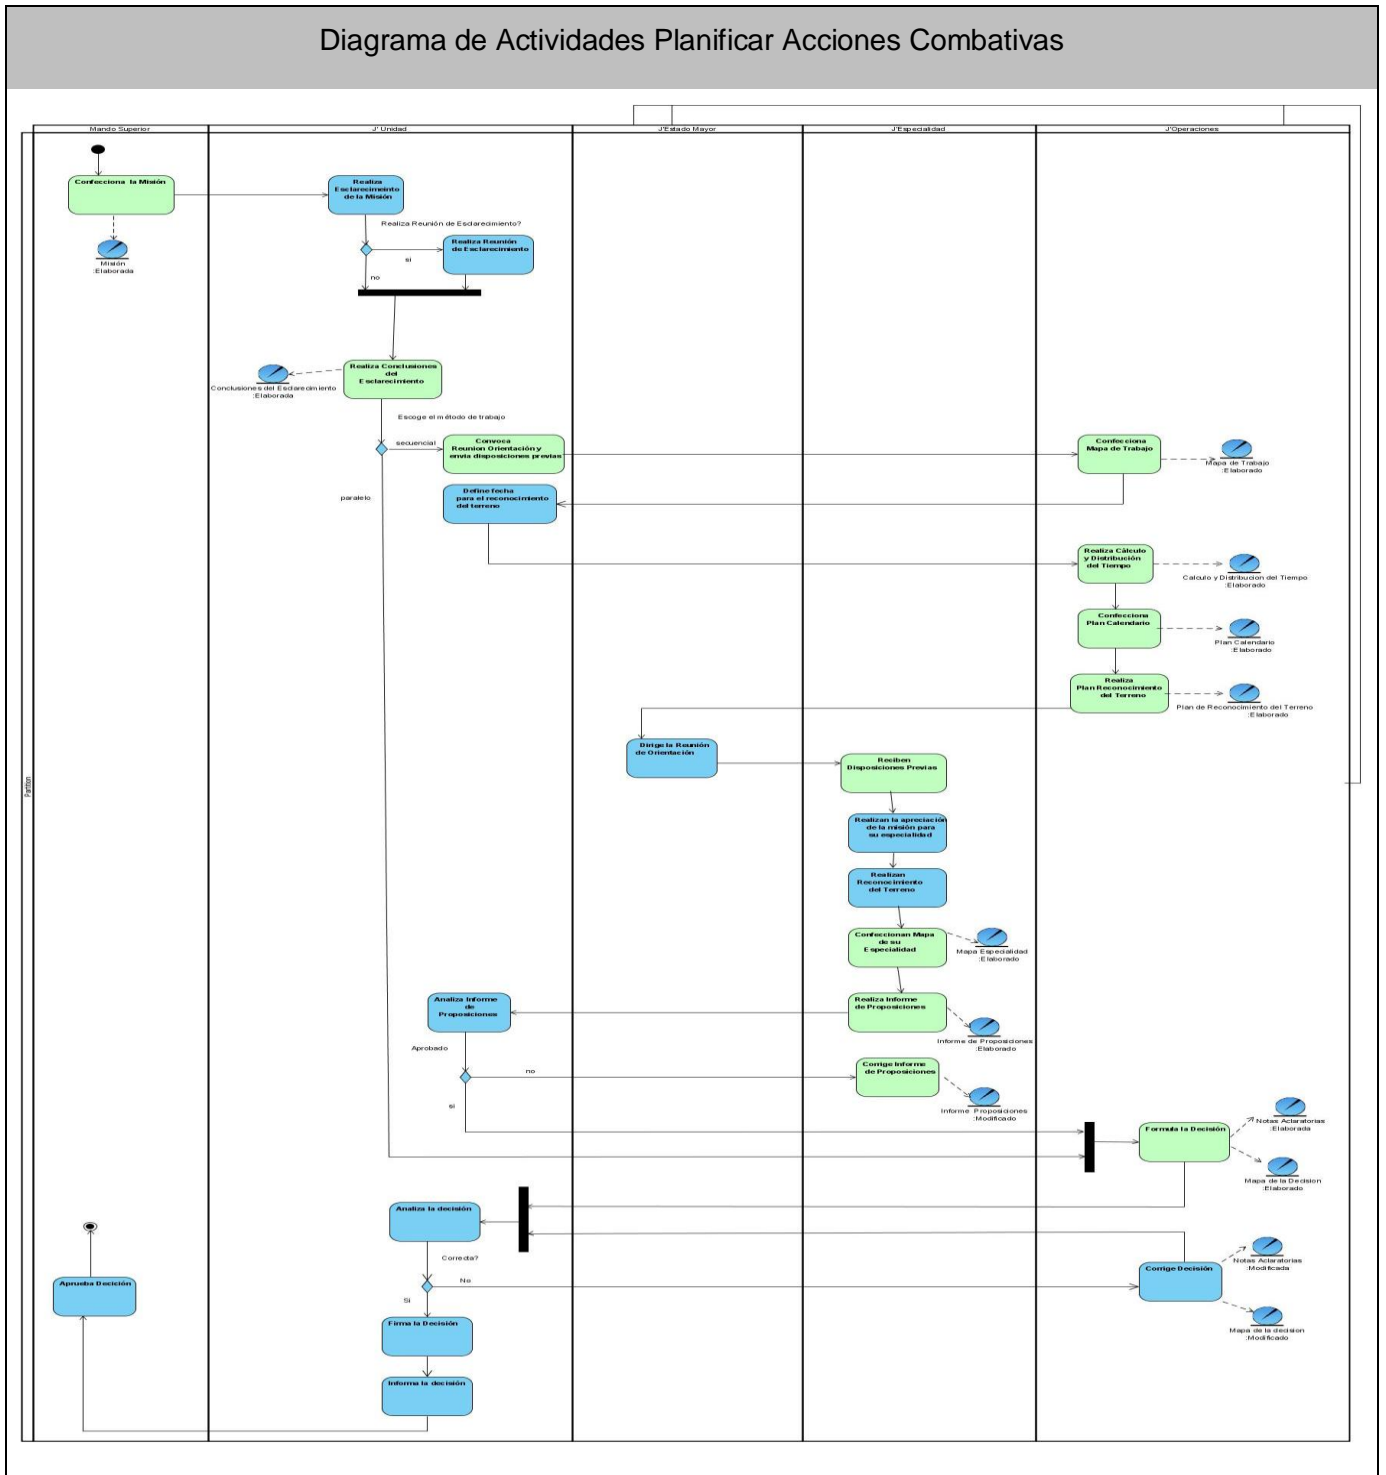 Diagrama de Actividades Planificar Acciones Combativas
Mando Superior
J' Unidad
J'Estado Mayor
J'Especialidad
J'Operaciones
Partition
Confecciona la Misión
Misión
:Elaborada
Realiza
Esclarecimeinto
de la Misión
Realiza Reunión de Esclarecimiento?
si
no
Realiza Reunión
de Esclarecimiento
Realiza Conclusiones
del
Esclarecimiento
Conclusiones del Esclarecimiento
:Elaborada
Escoge el método de trabajo
secuencial
paralelo
Convoca
Reunion Orientación y
envía disposiciones previas
Confecciona
Mapa de Trabajo
Mapa de Trabajo
:Elaborado
Define fecha
para el reconocimiento
del terreno
Realiza Cálculo
y Distribución
del Tiempo
Calculo y Distribucion del Tiempo
:Elaborado
Confecciona
Plan Calendario
Plan Calendario
:Elaborado
Realiza
Plan Reconocimiento
del Terreno
Plan de Reconocimiento del Terreno
:Elaborado
Dirige la Reunión
de Orientación
Reciben
Disposiciones Previas
Realizan la apreciación
de la misión para
su especialidad
Realizan
Reconocimiento
del Terreno
Confeccionan Mapa
de su
Especialidad
Mapa Especialidad
:Elaborado
Realiza Informe
de Proposiciones
Informe de Proposiciones
:Elaborado
Analiza Informe
de
Proposiciones
Aprobado
no
si
Corrige Informe
de Proposiciones
Informe Proposiciones
:Modificado
Formula la Decisión
Notas Aclaratorias
:Elaborada
Mapa de la Decision
:Elaborado
Analiza la decisión
Correcta?
No
Si
Corrige Decisión
Notas Aclaratorias
:Modificada
Mapa de la decision
:Modificado
Firma la Decisión
Informa la decisión
Aprueba Decición